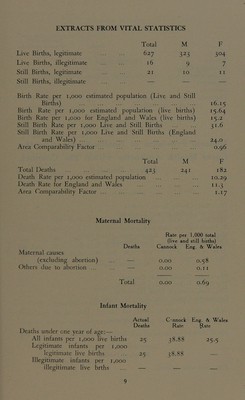 EXTRACTS FROM VITAL STATISTICS
Total M F
Live Births, legitimate 627 323 304
Live Births, illegitimate 16 9 7
Still Births, legitimate 21 10 11
Still Births, illegitimate — — —
Birth Rate per 1,000 estimated population (Live and Still
Births) 16.15
Birth Rate per 1,000 estimated population (live births) 15.64
Birth Rate per 1,000 for England and Wales (live births) 15.2
Still Birth Rate per 1,000 Live and Still Births 31.6
Still Birth Rate per 1,000 Live and Still Births (England
and Wales) 24.0
Area Comparability Factor 0.96
Total M F
Total Deaths 423 241 182
Death Rate per 1,000 estimated population 10.29
Death Rate for England and Wales 11.3
Area Comparability Factor 1.17
Maternal Mortality
Rate per 1,000 total
(live and still births)
Deaths Cannock Eng. & Wales
Maternal causes
(excluding abortion) — 0.00 0.58
Others due to abortion — 0.00 0.11
Total 0.00 0.69
Infant Mortality
Actual Cannock Eng & Wales
Deaths Rate Rate
Deaths under one year of age:—
All infants per 1,000 live births 25 38.88 25.5
Legitimate infants per 1,000
legitimate live births 25 38.88 —
Illegitimate infants per 1,000
illegitimate live brths — — —
9